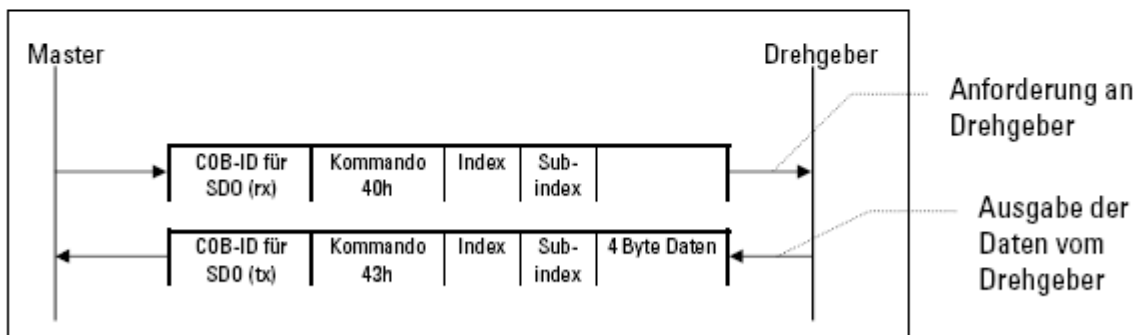 Master
Drehgeber
Anforderung an
Drehgeber
COB-ID für
SDO (rx)
Kommando
40h
Index
Sub-
index
COB-ID für
SDO (tx)
Kommando
43h
Index
Sub-
index
4 Byte Daten
Ausgabe der
Daten vom
Drehgeber